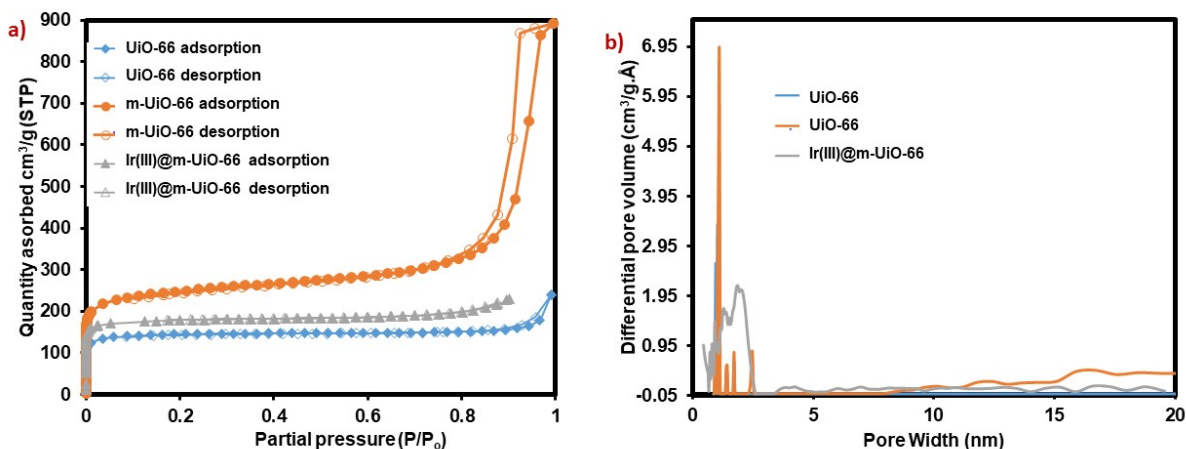 a)
Quantity asorbed cm³/g(STP)
900
800
700
600
500
400
300
200
100
0
UiO-66 adsorption
UiO-66 desorption
m-UiO-66 adsorption
m-UiO-66 desorption
Ir(III)@m-UiO-66 adsorption
Ir(III)@m-UiO-66 desorption
0 0.2 0.4 0.6 0.8 1
Partial pressure (P/Po)
b)
Differential pore volume (cm³/g.Å)
6.95
5.95
4.95
3.95
2.95
1.95
0.95
-0.05
UiO-66
UiO-66
Ir(III)@m-UiO-66
0 5 10 15 20
Pore Width (nm)